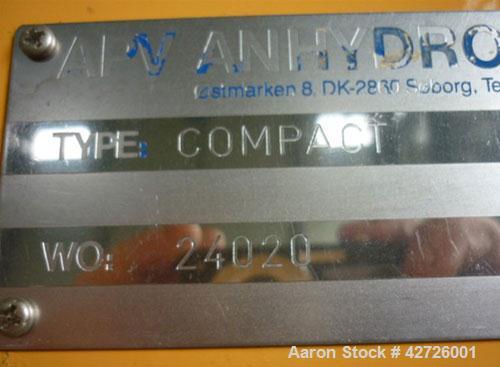 APV ANHYDRO
Østmarken 8, DK-2860 Søborg, Te
TYPE: COMPACT
WO: 24020
Aaron Stock # 42726001